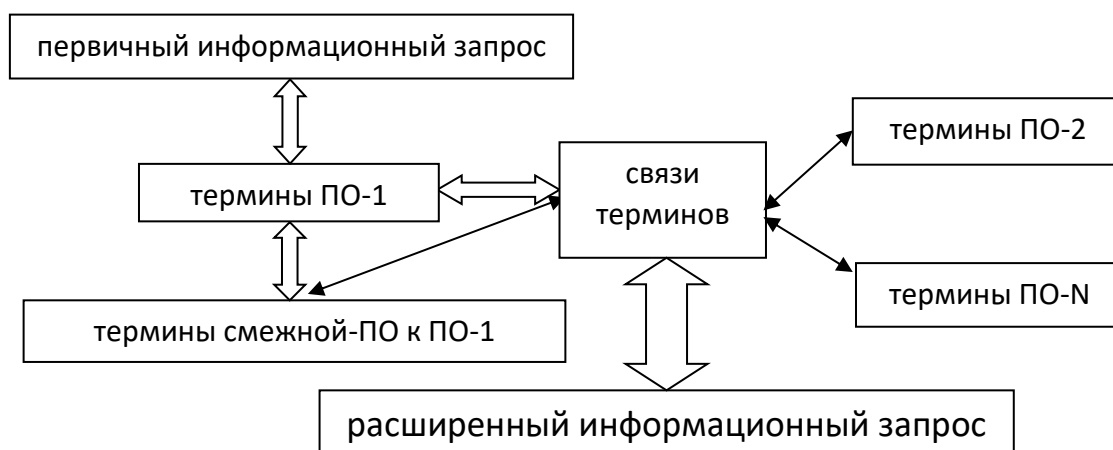 первичный информационный запрос
термины ПО-2
связи
терминов
термины ПО-1
термины ПО-N
термины смежной-ПО к ПО-1
расширенный информационный запрос